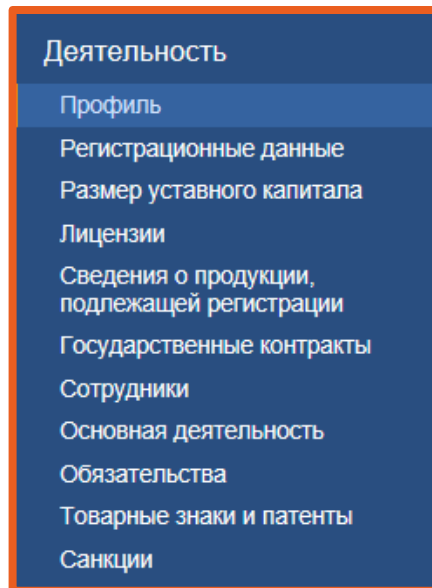 Деятельность
Профиль
Регистрационные данные
Размер уставного капитала
Лицензии
Сведения о продукции,
подлежащей регистрации
Государственные контракты
Сотрудники
Основная деятельность
Обязательства
Товарные знаки и патенты
Санкции